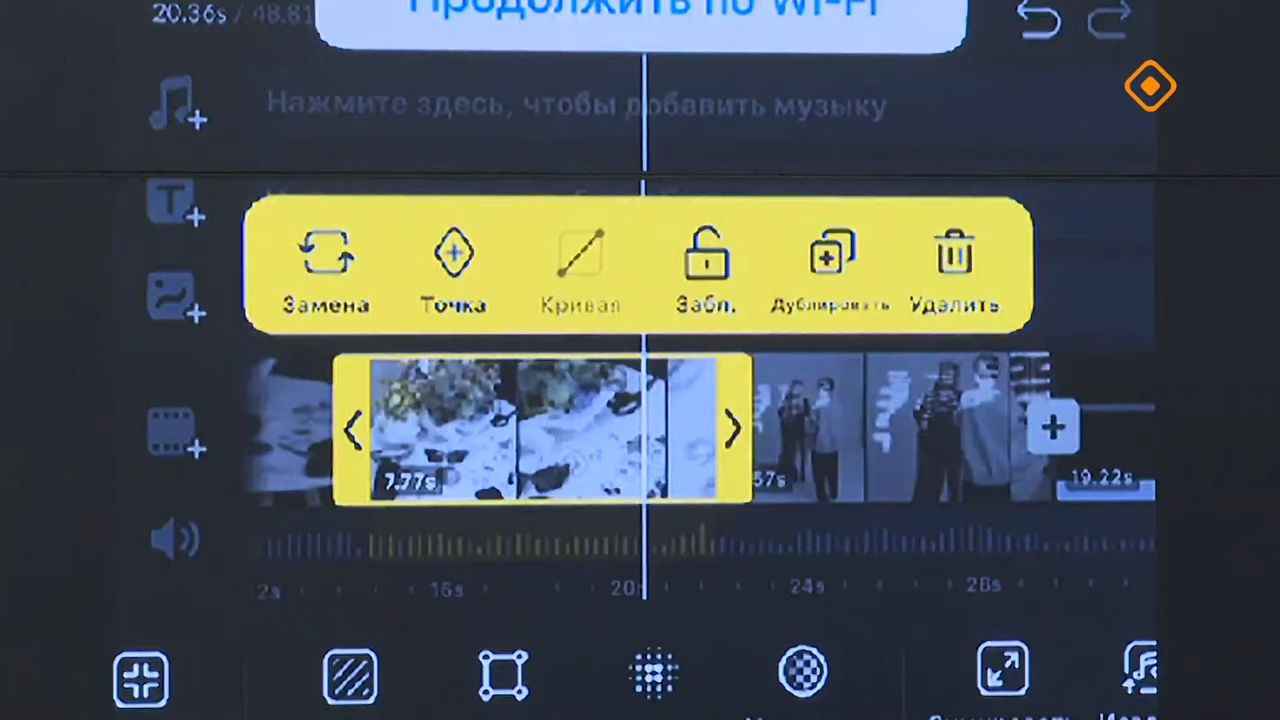 Продолжить по Wi-Fi
20.36s / 48.81
Нажмите здесь, чтобы добавить музыку
Замена Точка Кривая Забл. Дублировать Удалить
7.77s 57s 19.22s
2s 16s 20s 24s 28s